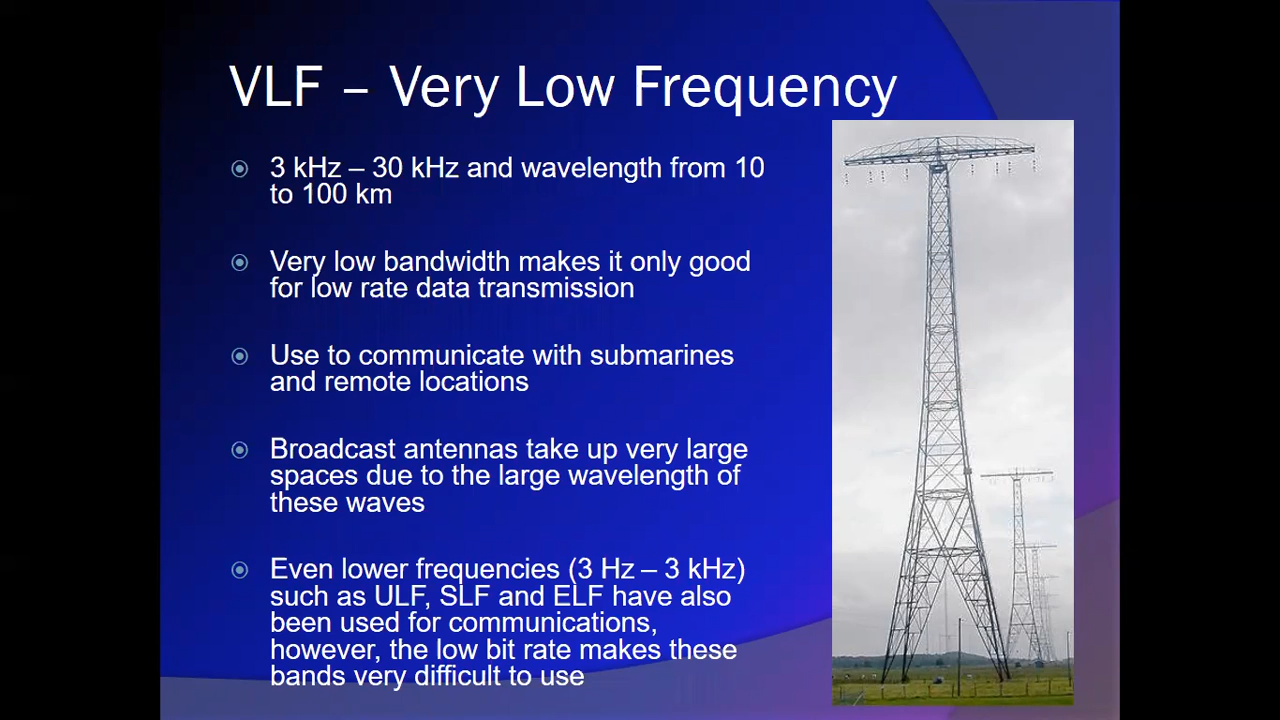 VLF – Very Low Frequency
3 kHz – 30 kHz and wavelength from 10
to 100 km
Very low bandwidth makes it only good
for low rate data transmission
Use to communicate with submarines
and remote locations
Broadcast antennas take up very large
spaces due to the large wavelength of
these waves
Even lower frequencies (3 Hz – 3 kHz)
such as ULF, SLF and ELF have also
been used for communications,
however, the low bit rate makes these
bands very difficult to use